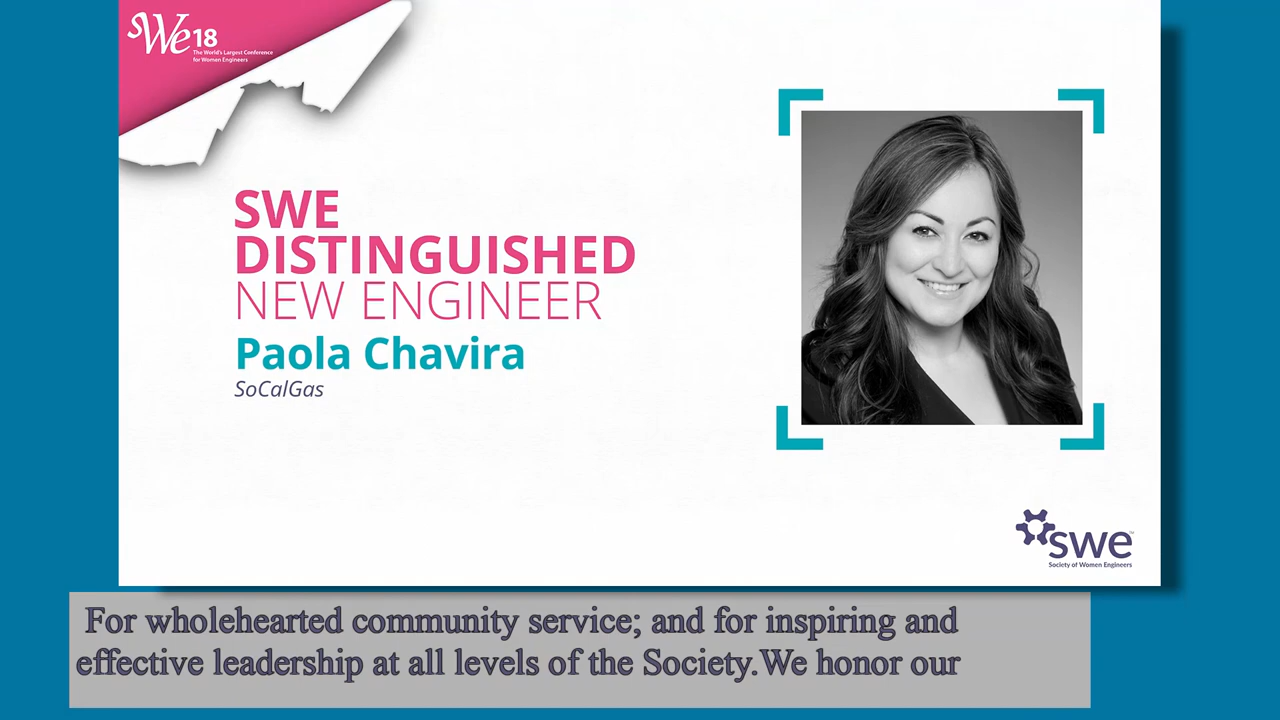 SWe18
The World's Largest Conference
for Women Engineers
SWE
DISTINGUISHED
NEW ENGINEER
Paola Chavira
SoCalGas
swe™
Society of Women Engineers
For wholehearted community service; and for inspiring and
effective leadership at all levels of the Society.We honor our